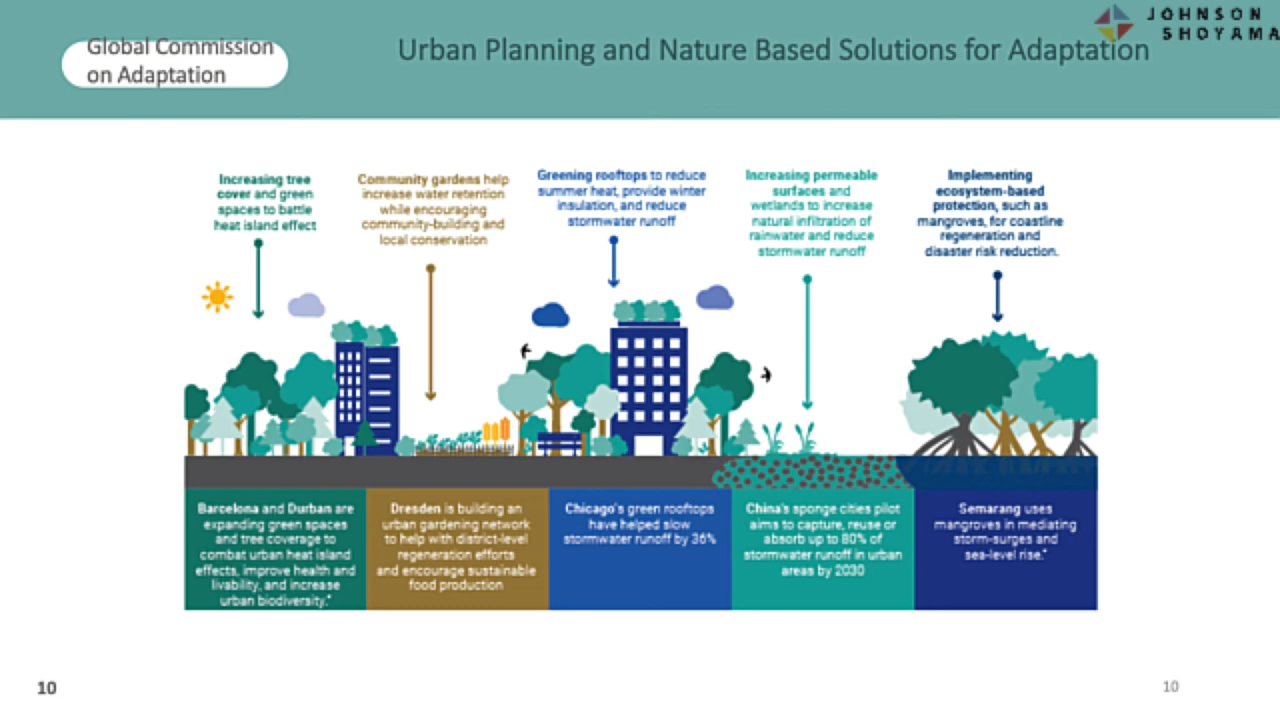 JOHNSON
SHOYAMA
Global Commission
on Adaptation
Urban Planning and Nature Based Solutions for Adaptation
Increasing tree
cover and green
spaces to battle
heat island effect
Community gardens help
increase water retention
while encouraging
community-building and
local conservation
Greening rooftops to reduce
summer heat, provide winter
insulation, and reduce
stormwater runoff
Increasing permeable
surfaces and
wetlands to increase
natural infiltration of
rainwater and reduce
stormwater runoff
Implementing
ecosystem-based
protection, such as
mangroves, for coastline
regeneration and
disaster risk reduction.
Barcelona and Durban are
expanding green spaces
and tree coverage to
combat urban heat island
effects, improve health and
livability, and increase
urban biodiversity.*
Dresden is building an
urban gardening network
to help with district-level
regeneration efforts
and encourage sustainable
food production
Chicago's green rooftops
have helped slow
stormwater runoff by 36%
China's sponge cities pilot
aims to capture, reuse or
absorb up to 80% of
stormwater runoff in urban
areas by 2030
Semarang uses
mangroves in mediating
storm-surges and
sea-level rise.*
10
10